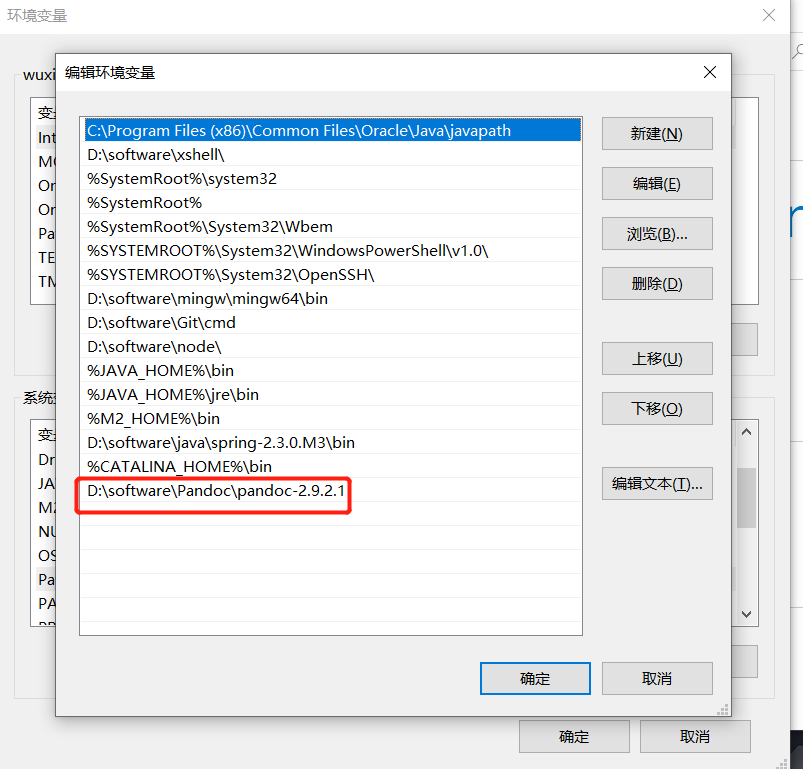 环境变量
wuxi
编辑环境变量
变
Int
MO
On
On
Pa
TE
TM
C:\Program Files (x86)\Common Files\Oracle\Java\javapath
D:\software\xshell\
%SystemRoot%\system32
%SystemRoot%
%SystemRoot%\System32\Wbem
%SYSTEMROOT%\System32\WindowsPowerShell\v1.0\
%SYSTEMROOT%\System32\OpenSSH\
D:\software\mingw\mingw64\bin
D:\software\Git\cmd
D:\software\node\
%JAVA_HOME%\bin
%JAVA_HOME%\jre\bin
%M2_HOME%\bin
D:\software\java\spring-2.3.0.M3\bin
%CATALINA_HOME%\bin
D:\software\Pandoc\pandoc-2.9.2.1
新建(N)
编辑(E)
浏览(B)...
删除(D)
上移(U)
下移(O)
编辑文本(T)...
系统
变
Dr
JA
M2
NU
OS
Pa
PA
确定
取消
确定
取消